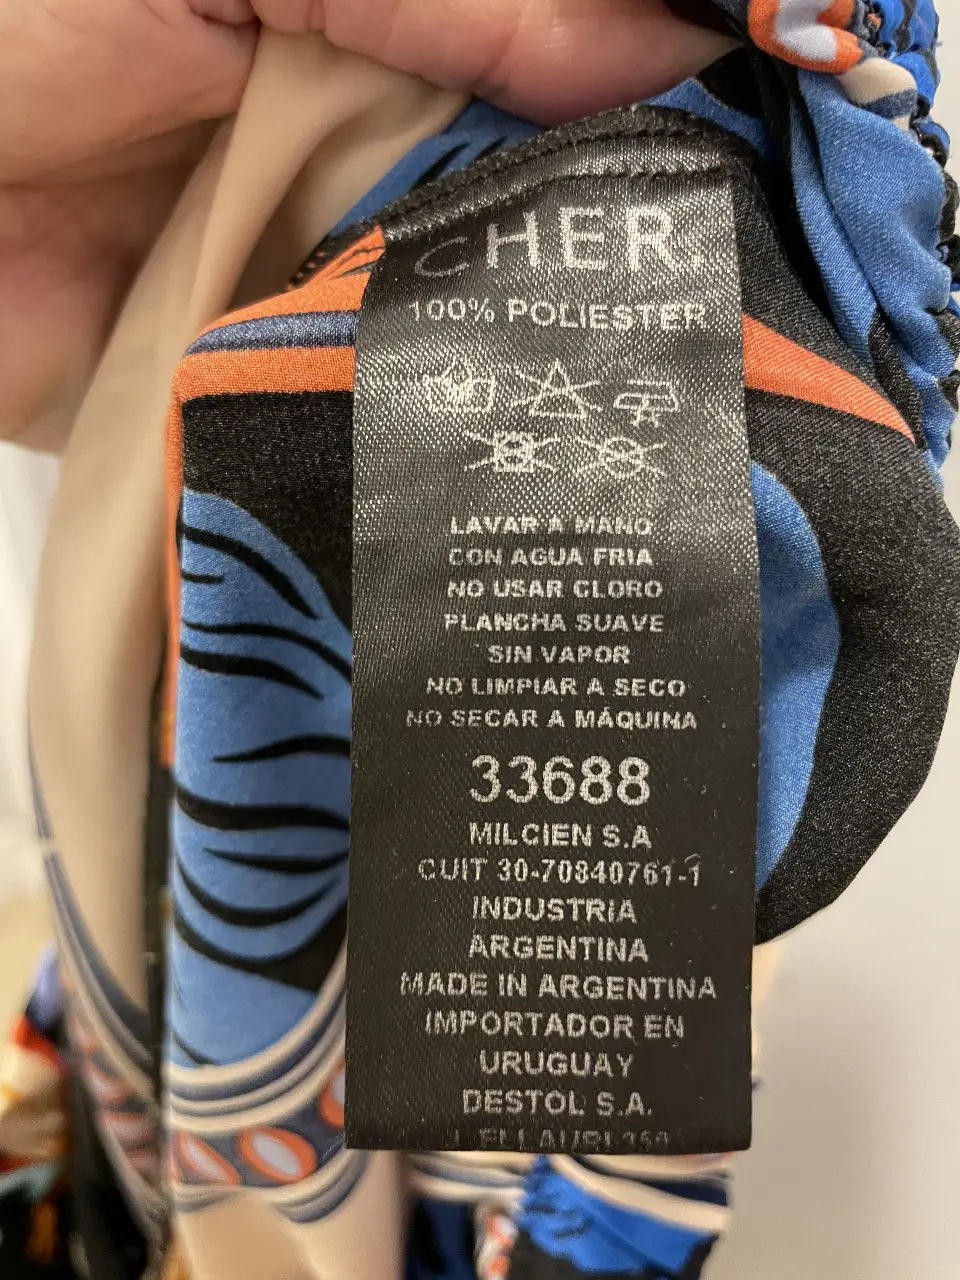 CHER.
100% POLIESTER
LAVAR A MANO
CON AGUA FRIA
NO USAR CLORO
PLANCHA SUAVE
SIN VAPOR
NO LIMPIAR A SECO
NO SECAR A MÁQUINA
33688
MILCIEN S.A
CUIT 30-70840761-1
INDUSTRIA
ARGENTINA
MADE IN ARGENTINA
IMPORTADOR EN
URUGUAY
DESTOL S.A.